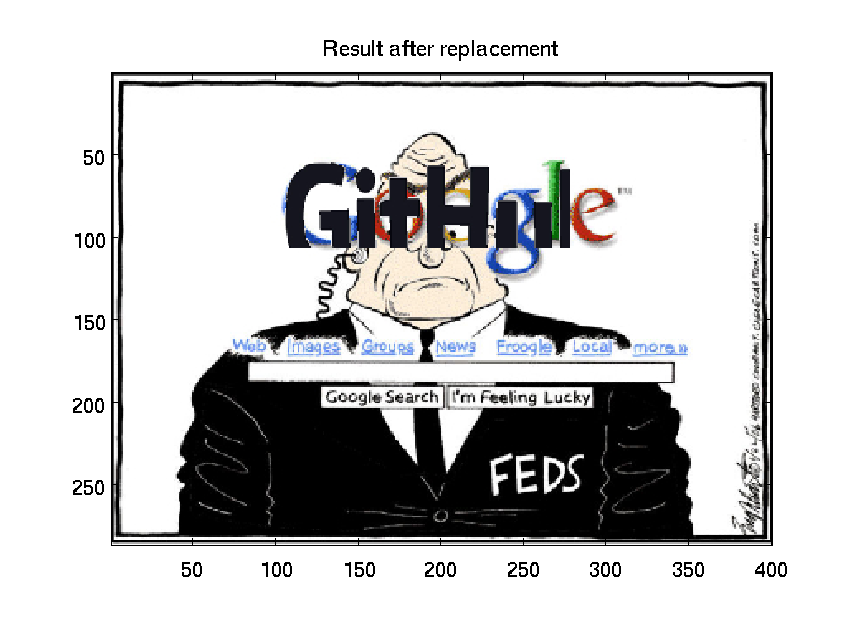 Result after replacement
50
GitHub
Google™
100
150
Web Images Groups News Froogle Local more »
200
Google Search I'm Feeling Lucky
FEDS
250
50 100 150 200 250 300 350 400